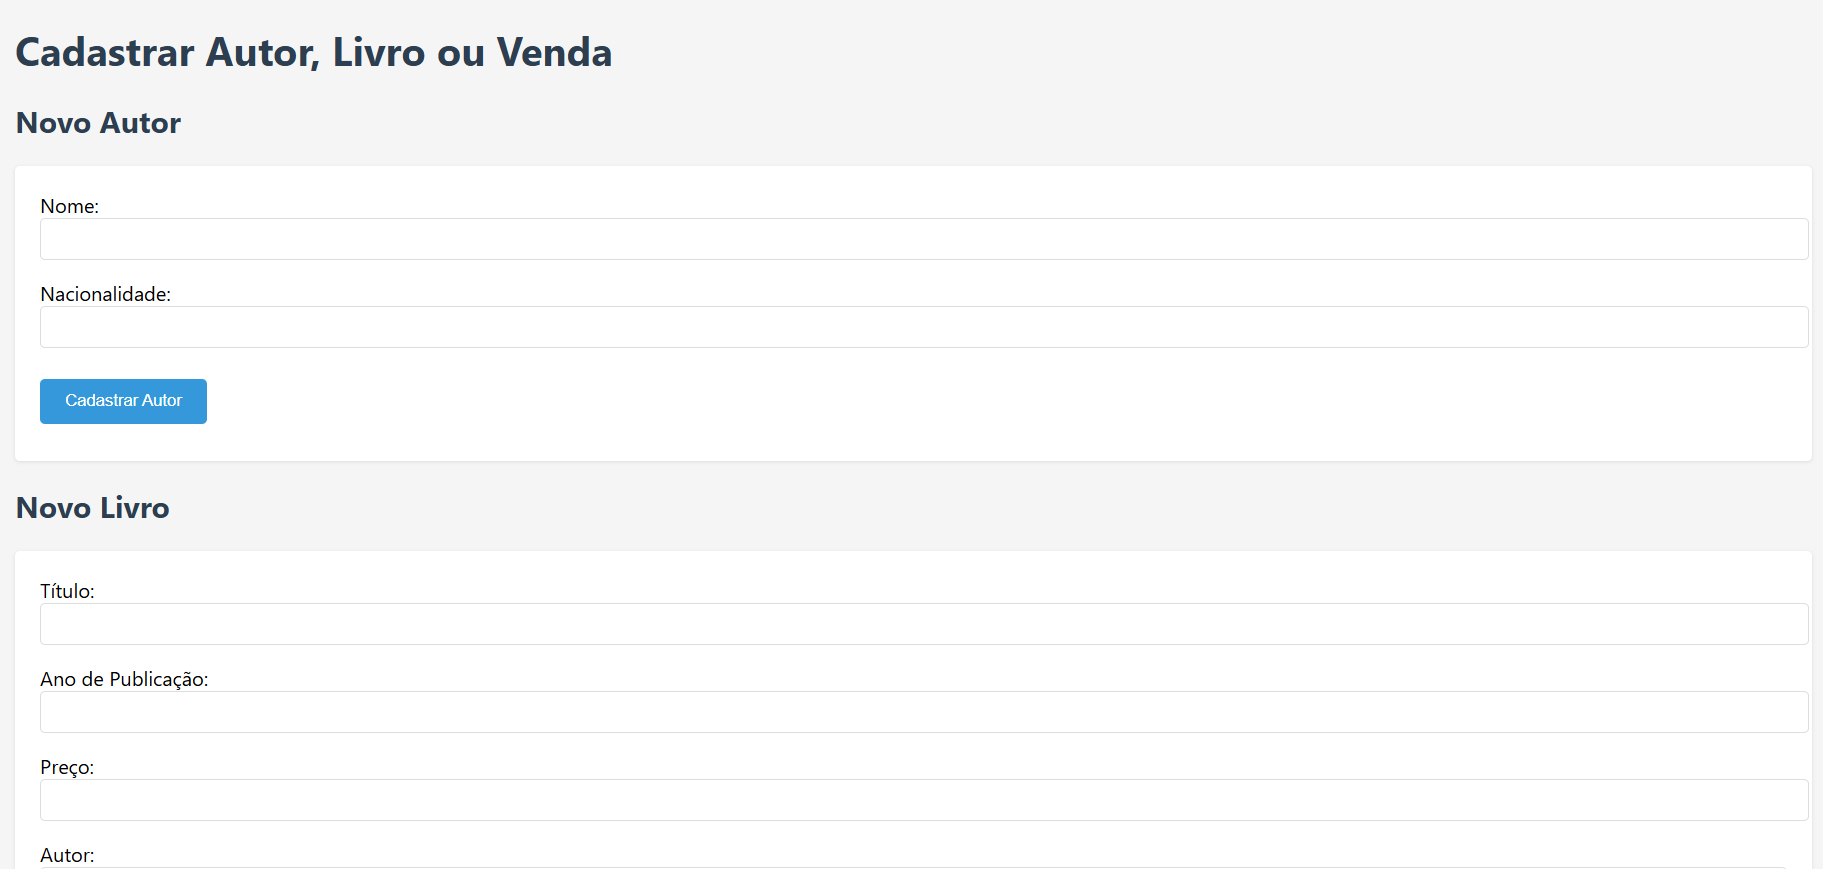 Cadastrar Autor, Livro ou Venda
Novo Autor
Nome:
Nacionalidade:
Cadastrar Autor
Novo Livro
Título:
Ano de Publicação:
Preço:
Autor: